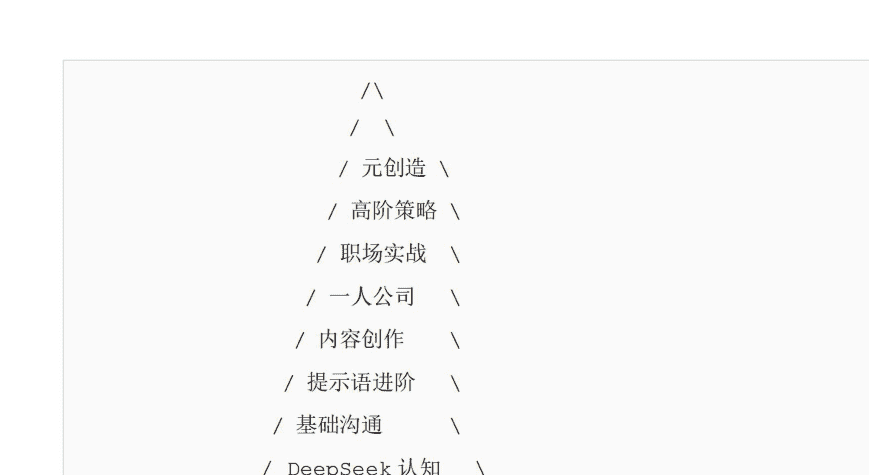 /\
/  \
/ 元创造 \
/ 高阶策略 \
/ 职场实战  \
/ 一人公司   \
/ 内容创作    \
/ 提示语进阶   \
/ 基础沟通      \
/ DeepSeek 认知   \